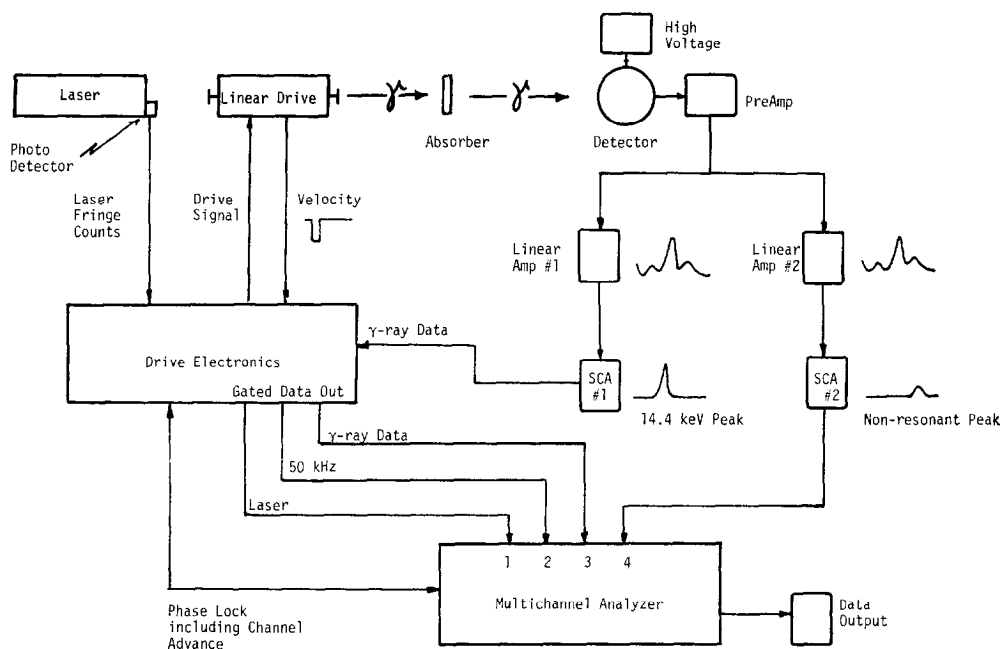 High
Voltage
Laser
Linear Drive
γ
γ
PreAmp
Absorber
Detector
Photo
Detector
Laser
Fringe
Counts
Drive
Signal
Velocity
Linear
Amp #1
Linear
Amp #2
γ-ray Data
Drive Electronics
Gated Data Out
SCA
#1
SCA
#2
14.4 keV Peak
Non-resonant Peak
γ-ray Data
50 kHz
Laser
1 2 3 4
Multichannel Analyzer
Phase Lock
including Channel
Advance
Data
Output